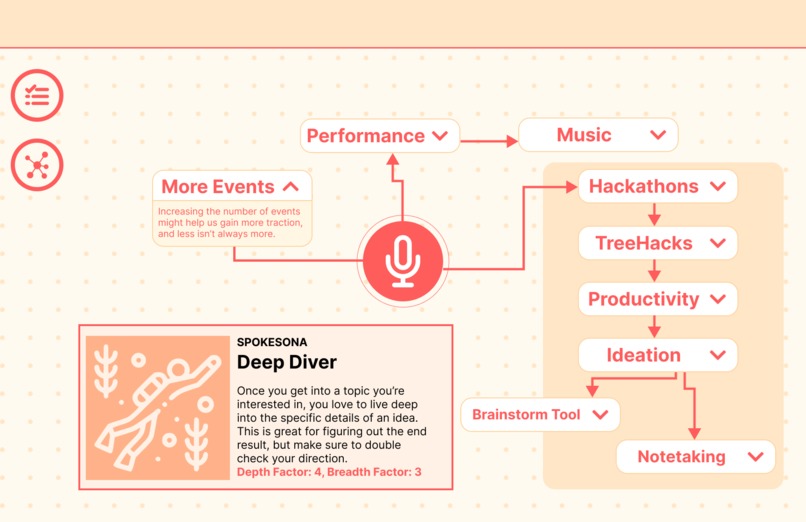 Performance
Music
More Events
Increasing the number of events
might help us gain more traction,
and less isn't always more.
Hackathons
TreeHacks
Productivity
Ideation
Brainstorm Tool
Notetaking
SPOKESONA
Deep Diver
Once you get into a topic you're
interested in, you love to live deep
into the specific details of an idea.
This is great for figuring out the end
result, but make sure to double
check your direction.
Depth Factor: 4, Breadth Factor: 3